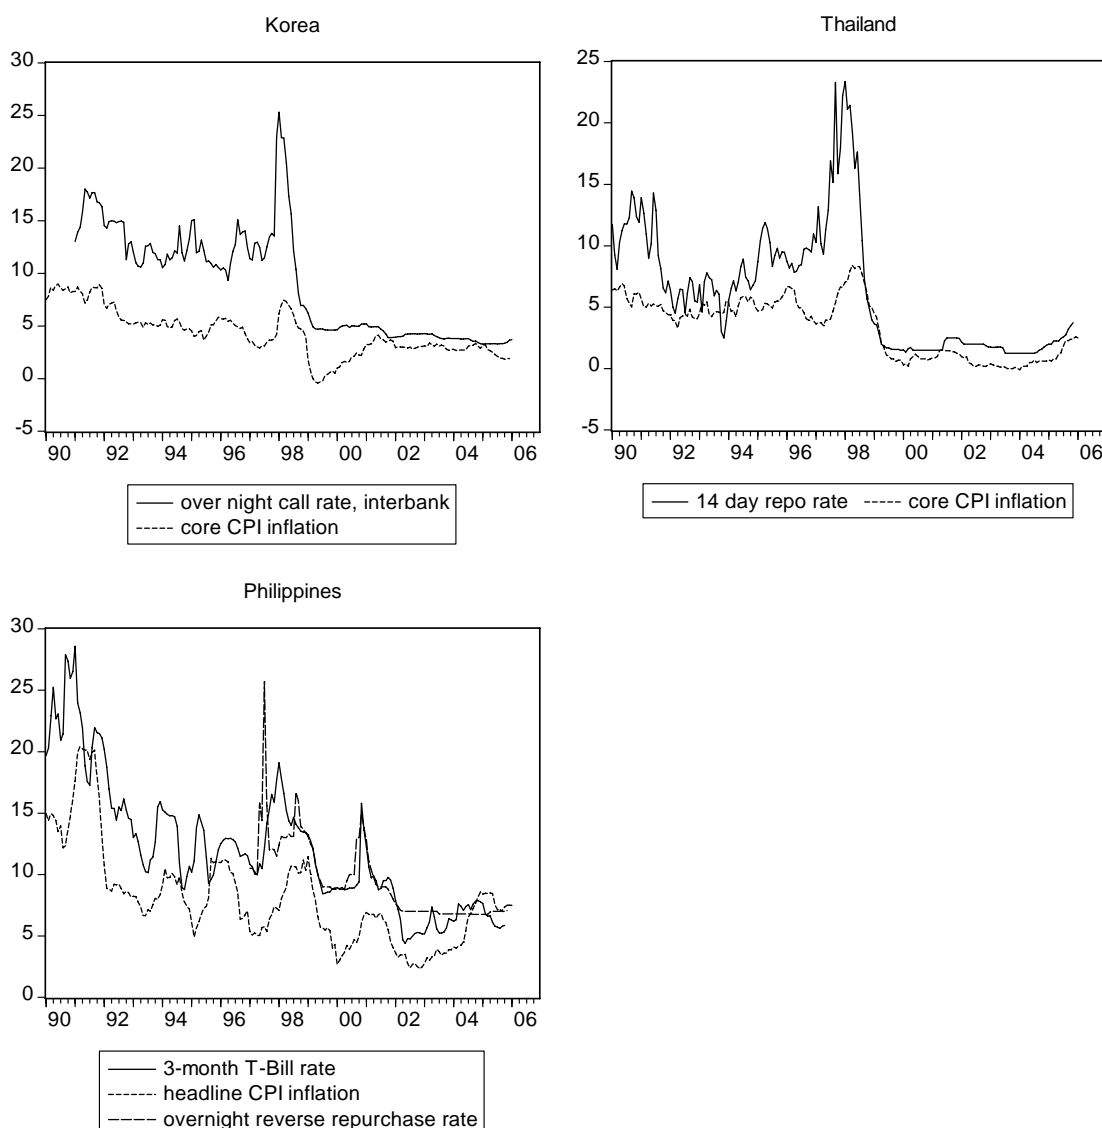 Korea
30
25
20
15
10
5
0
-5
90 92 94 96 98 00 02 04 06
over night call rate, interbank
core CPI inflation
Thailand
25
20
15
10
5
0
-5
90 92 94 96 98 00 02 04 06
14 day repo rate core CPI inflation
Philippines
30
25
20
15
10
5
0
90 92 94 96 98 00 02 04 06
3-month T-Bill rate
headline CPI inflation
overnight reverse repurchase rate